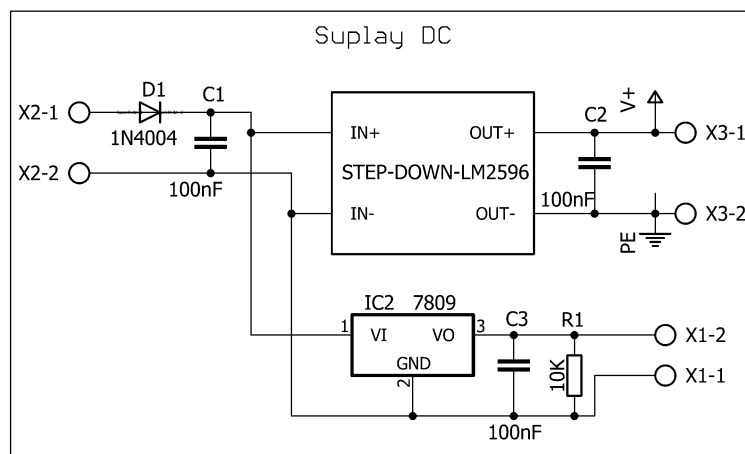 Suplay DC
D1
C1
X2-1
1N4004
X2-2
100nF
IN+
OUT+
STEP-DOWN-LM2596
IN-
OUT-
C2
100nF
V+
X3-1
X3-2
PE
IC2 7809
1
VI
VO
3
GND
2
C3
100nF
R1
10K
X1-2
X1-1